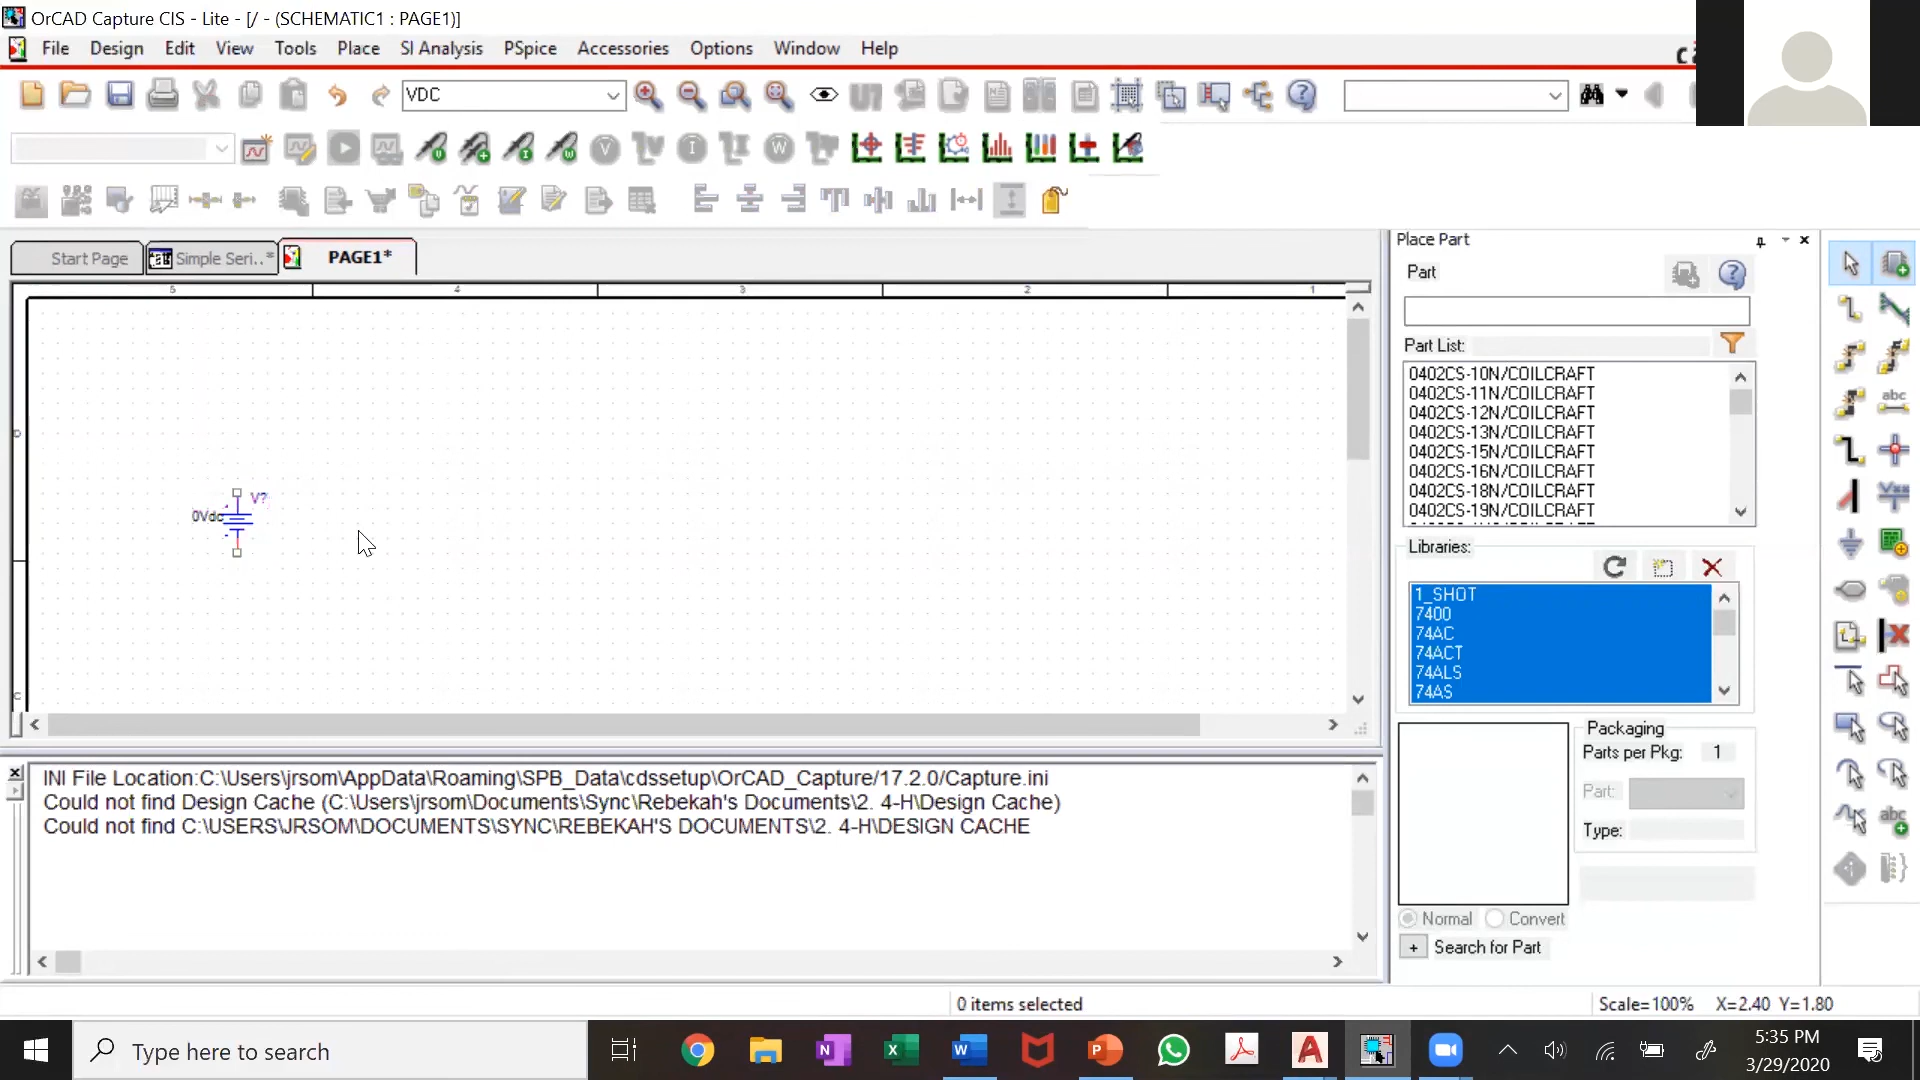 OrCAD Capture CIS - Lite - [/ - (SCHEMATIC1 : PAGE1)]
File Design Edit View Tools Place SI Analysis PSpice Accessories Options Window Help
VDC
Start Page Simple Seri..* PAGE1*
5 4 3 2 1
D
V?
0Vdc
C
Place Part
Part
Part List:
0402CS-10N/COILCRAFT
0402CS-11N/COILCRAFT
0402CS-12N/COILCRAFT
0402CS-13N/COILCRAFT
0402CS-15N/COILCRAFT
0402CS-16N/COILCRAFT
0402CS-18N/COILCRAFT
0402CS-19N/COILCRAFT
Libraries:
1_SHOT
7400
74AC
74ACT
74ALS
74AS
Packaging
Parts per Pkg: 1
Part:
Type:
Normal Convert
+ Search for Part
INI File Location:C:\Users\jrsom\AppData\Roaming\SPB_Data\cdssetup\OrCAD_Capture/17.2.0/Capture.ini
Could not find Design Cache (C:\Users\jrsom\Documents\Sync\Rebekah's Documents\2. 4-H\Design Cache)
Could not find C:\USERS\JRSOM\DOCUMENTS\SYNC\REBEKAH'S DOCUMENTS\2. 4-H\DESIGN CACHE
0 items selected
Scale=100% X=2.40 Y=1.80
Type here to search
5:35 PM
3/29/2020